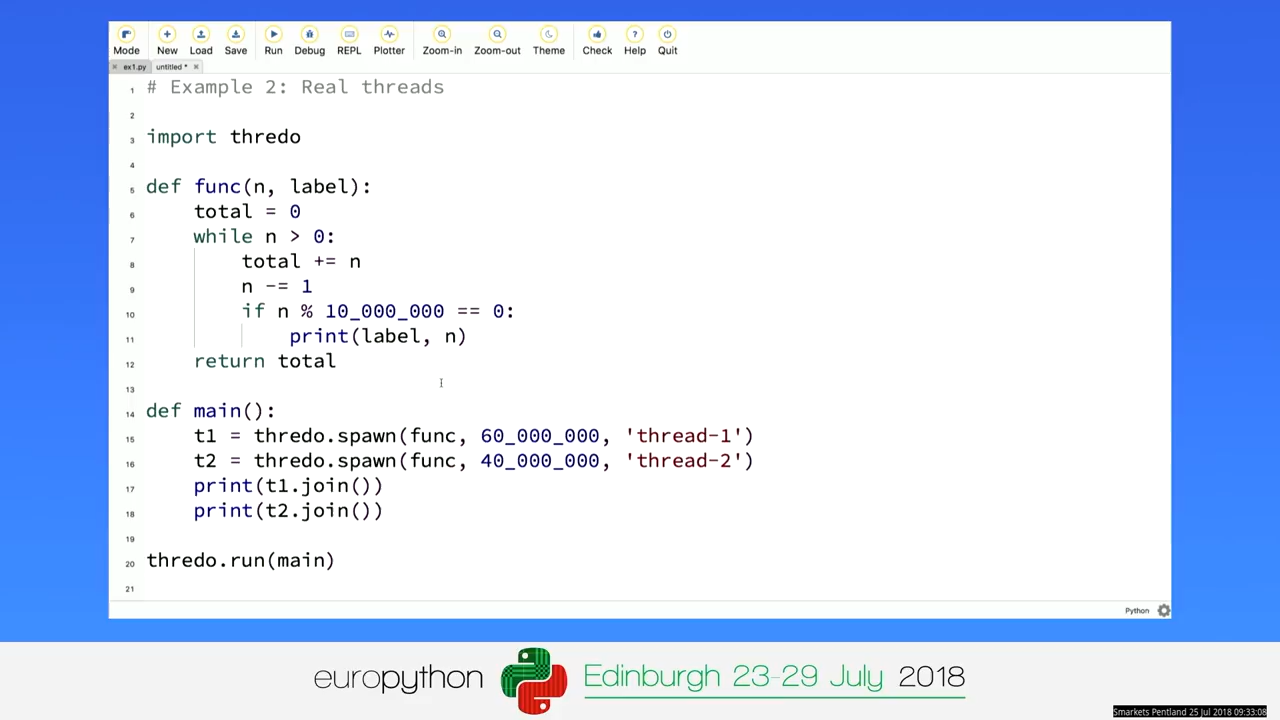 Mode New Load Save Run Debug REPL Plotter Zoom-in Zoom-out Theme Check Help Quit
ex1.py untitled *
1 # Example 2: Real threads
2
3 import thredo
4
5 def func(n, label):
6     total = 0
7     while n > 0:
8         total += n
9         n -= 1
10         if n % 10_000_000 == 0:
11             print(label, n)
12     return total
13
14 def main():
15     t1 = thredo.spawn(func, 60_000_000, 'thread-1')
16     t2 = thredo.spawn(func, 40_000_000, 'thread-2')
17     print(t1.join())
18     print(t2.join())
19
20 thredo.run(main)
21
Python
europython Edinburgh 23-29 July 2018
Smarkets Pentland 25 Jul 2018 09:33:08